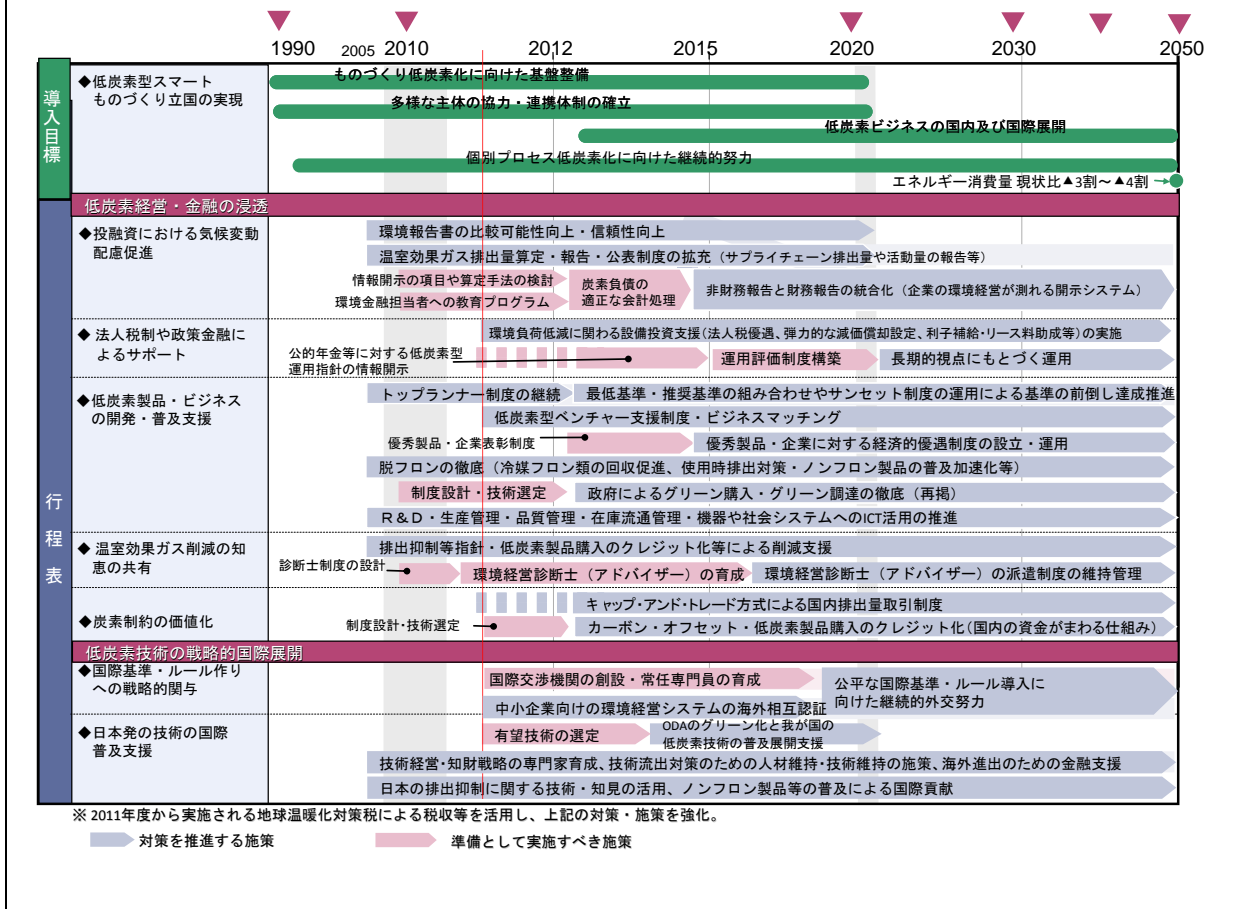 1990 2005 2010 2012 2015 2020 2030 2050
導入目標
◆低炭素型スマート
ものづくり立国の実現
ものづくり低炭素化に向けた基盤整備
多様な主体の協力・連携体制の確立
低炭素ビジネスの国内及び国際展開
個別プロセス低炭素化に向けた継続的努力
エネルギー消費量 現状比▲3割～▲4割
行程表
低炭素経営・金融の浸透
◆投融資における気候変動
配慮促進
環境報告書の比較可能性向上・信頼性向上
温室効果ガス排出量算定・報告・公表制度の拡充（サプライチェーン排出量や活動量の報告等）
情報開示の項目や算定手法の検討
環境金融担当者への教育プログラム
炭素負債の
適正な会計処理
非財務報告と財務報告の統合化（企業の環境経営が測れる開示システム）
◆ 法人税制や政策金融に
よるサポート
環境負荷低減に関わる設備投資支援（法人税優遇、弾力的な減価償却設定、利子補給・リース料助成等）の実施
公的年金等に対する低炭素型
運用指針の情報開示
運用評価制度構築
長期的視点にもとづく運用
◆低炭素製品・ビジネス
の開発・普及支援
トップランナー制度の継続
最低基準・推奨基準の組み合わせやサンセット制度の運用による基準の前倒し達成推進
低炭素型ベンチャー支援制度・ビジネスマッチング
優秀製品・企業表彰制度
優秀製品・企業に対する経済的優遇制度の設立・運用
脱フロンの徹底（冷媒フロン類の回収促進、使用時排出対策・ノンフロン製品の普及加速化等）
制度設計・技術選定
政府によるグリーン購入・グリーン調達の徹底（再掲）
Ｒ＆Ｄ・生産管理・品質管理・在庫流通管理・機器や社会システムへのICT活用の推進
◆ 温室効果ガス削減の知
恵の共有
排出抑制等指針・低炭素製品購入のクレジット化等による削減支援
診断士制度の設計
環境経営診断士（アドバイザー）の育成
環境経営診断士（アドバイザー）の派遣制度の維持管理
◆炭素制約の価値化
キャップ・アンド・トレード方式による国内排出量取引制度
制度設計・技術選定
カーボン・オフセット・低炭素製品購入のクレジット化（国内の資金がまわる仕組み）
低炭素技術の戦略的国際展開
◆国際基準・ルール作り
への戦略的関与
国際交渉機関の創設・常任専門員の育成
中小企業向けの環境経営システムの海外相互認証
公平な国際基準・ルール導入に
向けた継続的外交努力
◆日本発の技術の国際
普及支援
有望技術の選定
ODAのグリーン化と我が国の
低炭素技術の普及展開支援
技術経営・知財戦略の専門家育成、技術流出対策のための人材維持・技術維持の施策、海外進出のための金融支援
日本の排出抑制に関する技術・知見の活用、ノンフロン製品等の普及による国際貢献
※ 2011年度から実施される地球温暖化対策税による税収等を活用し、上記の対策・施策を強化。
対策を推進する施策
準備として実施すべき施策